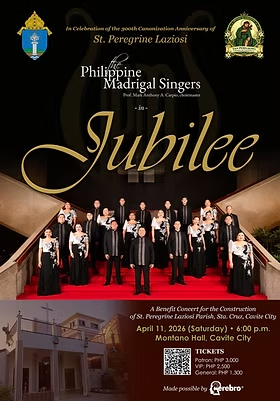 In Celebration of the 300th Canonization Anniversary of
St. Peregrine Laziosi
the
Philippine
Madrigal Singers
Prof. Mark Anthony A. Carpio, choirmaster
- in -
Jubilee
A Benefit Concert for the Construction
of St. Peregrine Laziosi Parish, Sta. Cruz, Cavite City
April 11, 2026 (Saturday) • 6:00 p.m.
Montano Hall, Cavite City
TICKETS
Patron: PHP 3,000
VIP: PHP 2,500
General: PHP 1,300
Made possible by Cerebro